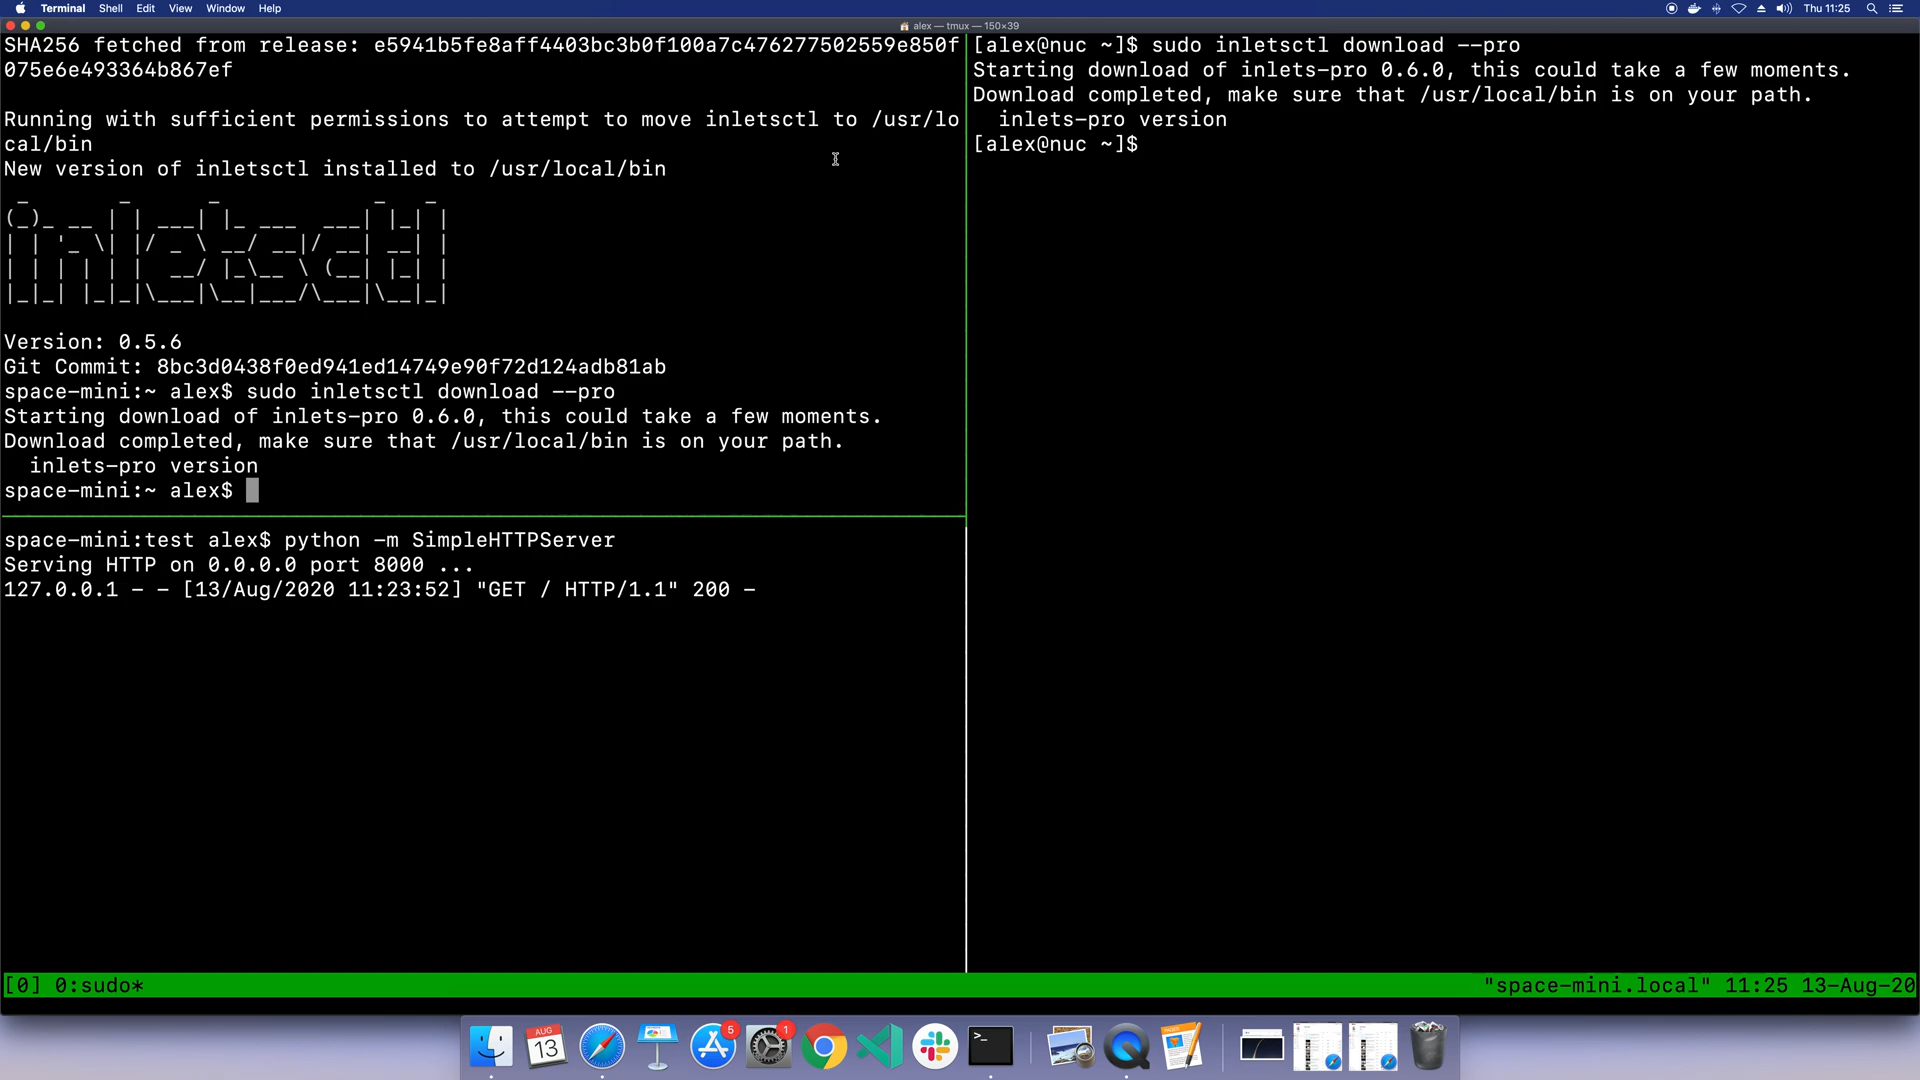 Terminal Shell Edit View Window Help
Thu 11:25
alex — tmux — 150×39
SHA256 fetched from release: e5941b5fe8aff4403bc3b0f100a7c476277502559e850f
075e6e493364b867ef
Running with sufficient permissions to attempt to move inletsctl to /usr/lo
cal/bin
New version of inletsctl installed to /usr/local/bin
inletsctl
Version: 0.5.6
Git Commit: 8bc3d0438f0ed941ed14749e90f72d124adb81ab
space-mini:~ alex$ sudo inletsctl download --pro
Starting download of inlets-pro 0.6.0, this could take a few moments.
Download completed, make sure that /usr/local/bin is on your path.
inlets-pro version
space-mini:~ alex$
space-mini:test alex$ python -m SimpleHTTPServer
Serving HTTP on 0.0.0.0 port 8000 ...
127.0.0.1 - - [13/Aug/2020 11:23:52] "GET / HTTP/1.1" 200 -
[alex@nuc ~]$ sudo inletsctl download --pro
Starting download of inlets-pro 0.6.0, this could take a few moments.
Download completed, make sure that /usr/local/bin is on your path.
inlets-pro version
[alex@nuc ~]$
[0] 0:sudo*
"space-mini.local" 11:25 13-Aug-20
AUG
13
5
1
>_